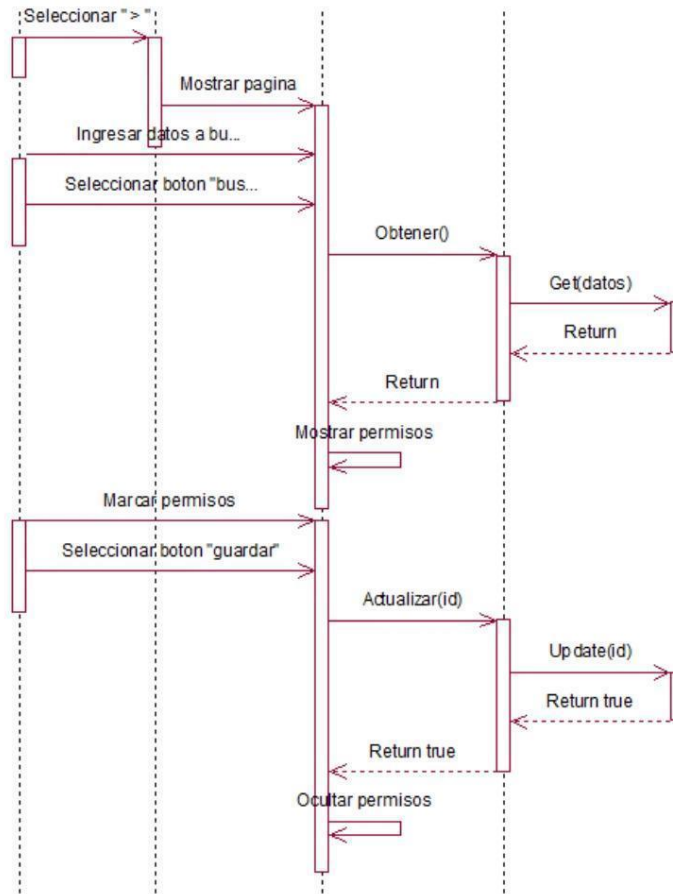 Seleccionar " > "
Mostrar pagina
Ingresar datos a bu...
Seleccionar boton "bus...
Obtener()
Get(datos)
Return
Return
Mostrar permisos
Marcar permisos
Seleccionar boton "guardar"
Actualizar(id)
Update(id)
Return true
Return true
Ocultar permisos